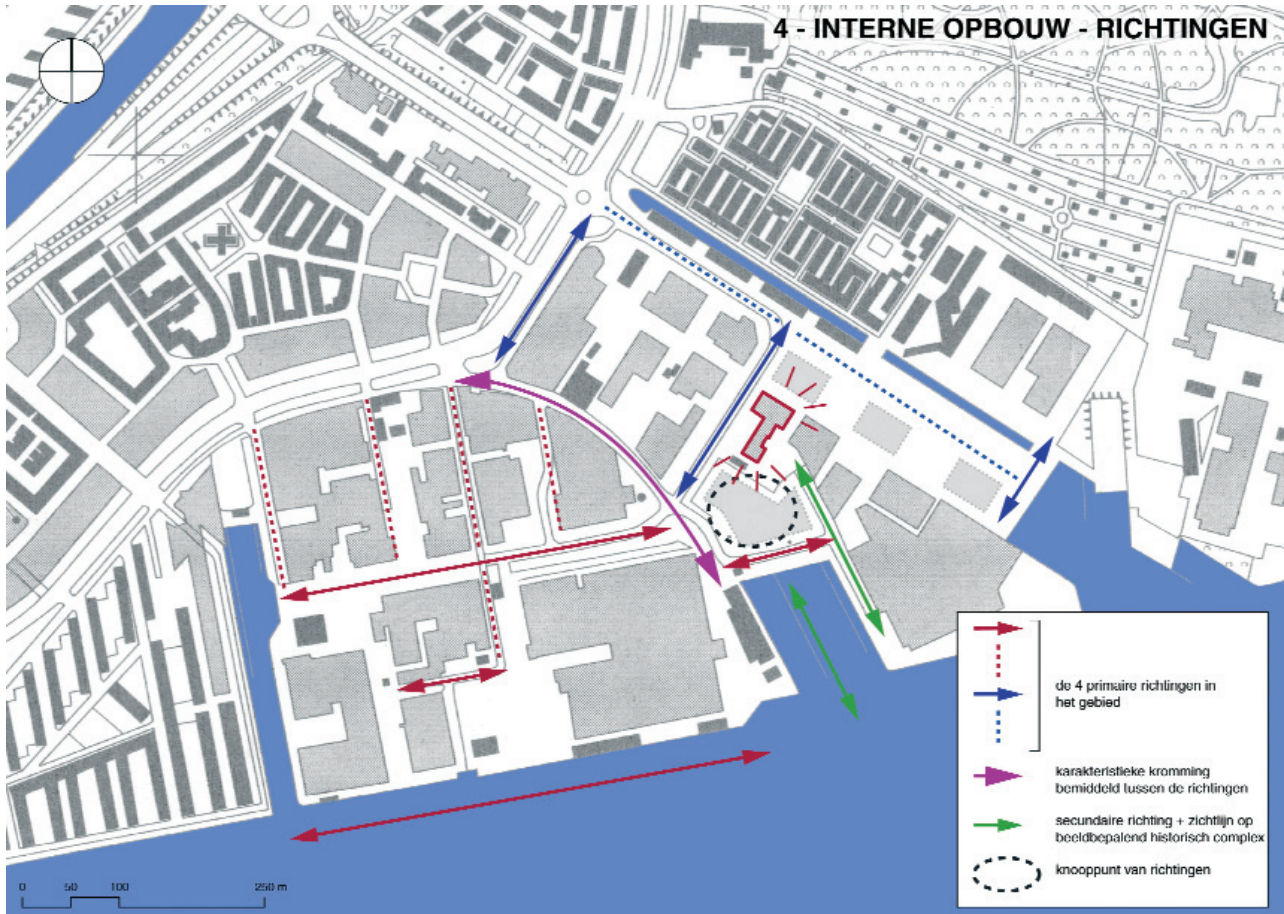 4 - INTERNE OPBOUW - RICHTINGEN
de 4 primaire richtingen in
het gebied
karakteristieke kromming
bemiddeld tussen de richtingen
secundaire richting + zichtlijn op
beeldbepalend historisch complex
knooppunt van richtingen
0 50 100 250 m